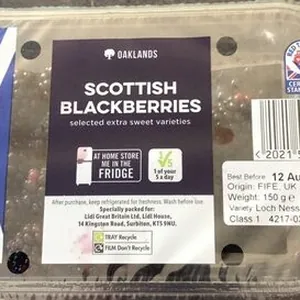 OAKLANDS
SCOTTISH
BLACKBERRIES
selected extra sweet varieties
AT HOME STORE
ME IN THE
FRIDGE
1/5
1 of your
5 a day
After purchase, keep refrigerated for freshness. Wash before use
Specially packed for:
Lidl Great Britain Ltd, Lidl House,
14 Kingston Road, Surbiton, KT5 9NU.
TRAY Recycle
FILM Don't Recycle
Best Before 12 Au
Origin: FIFE, UK
Weight: 150 g e
Variety Loch Ness
Class 1